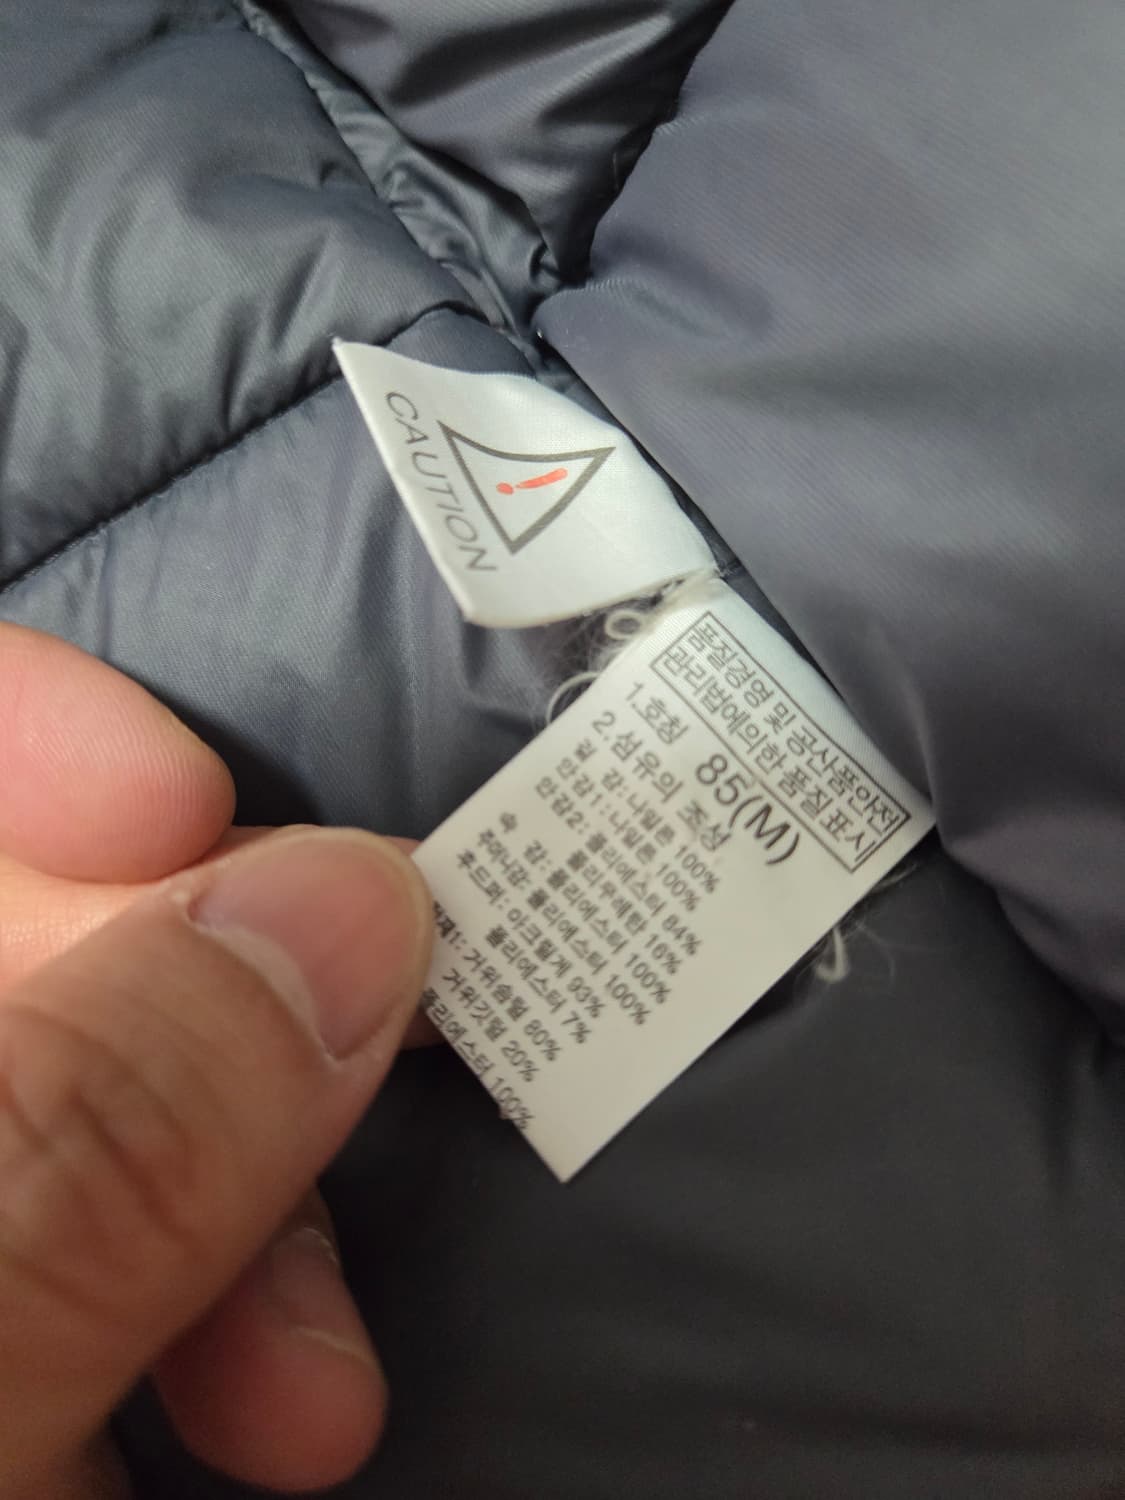 CAUTION
품질경영 및 공산품안전
관리법에의한 품질표시
1.호칭 85(M)
2.섬유의 조성
겉 감: 나일론 100%
안감1: 나일론 100%
안감2: 폴리에스터 84%
폴리우레탄 16%
속 감: 폴리에스터 100%
주머니감: 폴리에스터 100%
후드퍼: 아크릴계 93%
폴리에스터 7%
1: 거위솜털 80%
거위깃털 20%
폴리에스터 100%